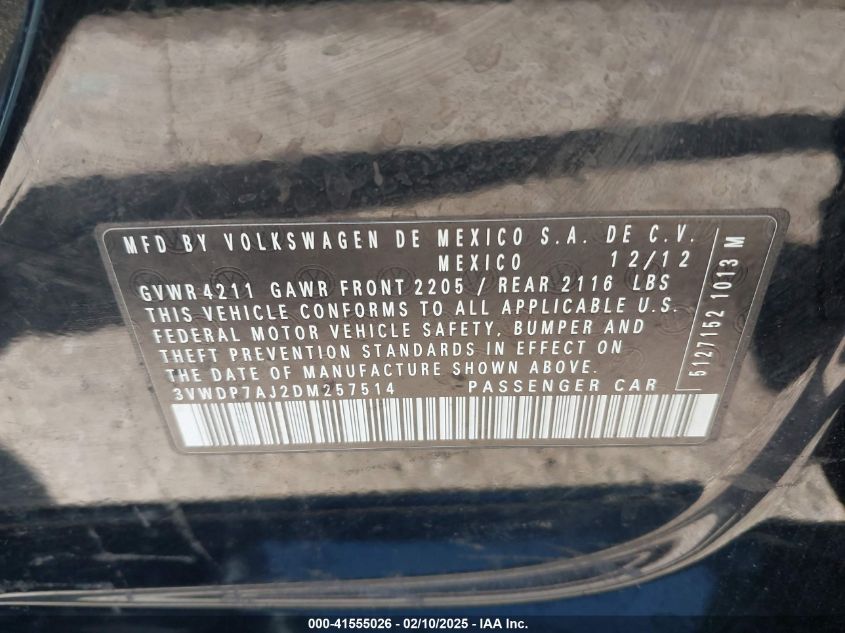 MFD BY VOLKSWAGEN DE MEXICO S.A. DE C.V.
MEXICO 12/12
GVWR 4211 GAWR FRONT 2205 / REAR 2116 LBS
THIS VEHICLE CONFORMS TO ALL APPLICABLE U.S.
FEDERAL MOTOR VEHICLE SAFETY, BUMPER AND
THEFT PREVENTION STANDARDS IN EFFECT ON
THE DATE OF MANUFACTURE SHOWN ABOVE.
3VWDP7AJ2DM257514 PASSENGER CAR
5127152 1013 M
000-41555026 - 02/10/2025 - IAA Inc.